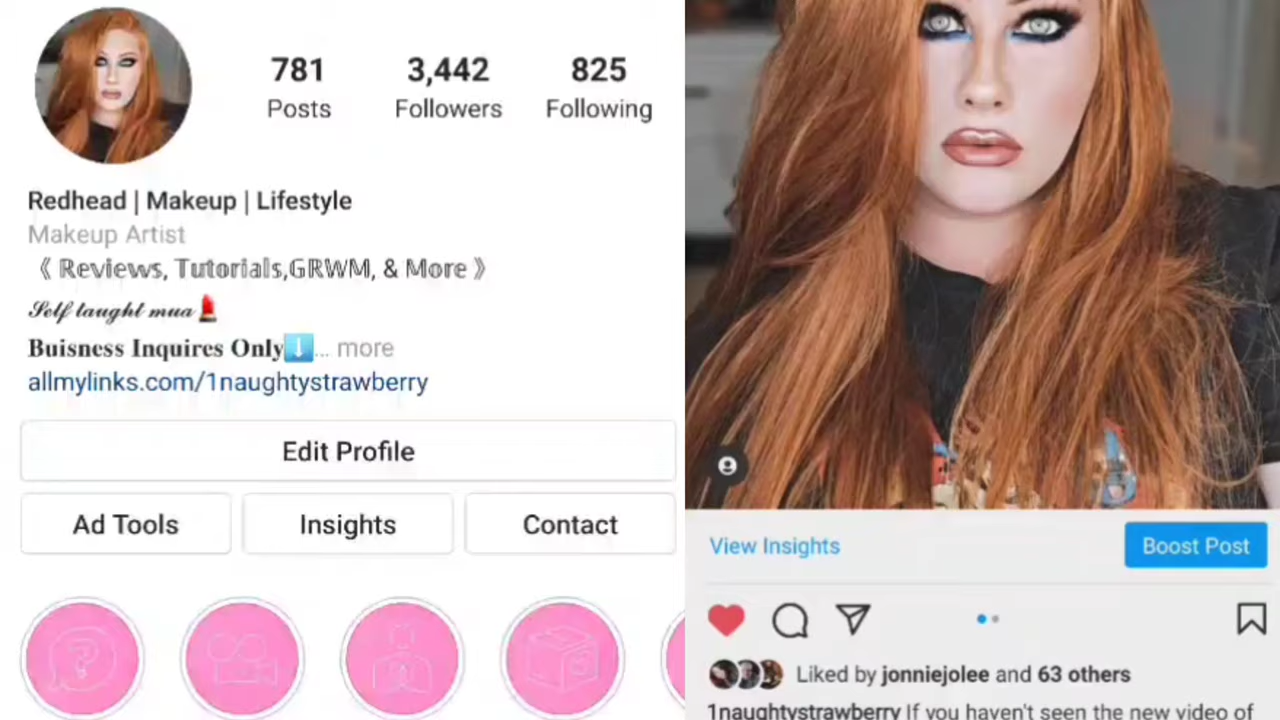 781
Posts
3,442
Followers
825
Following
Redhead | Makeup | Lifestyle
Makeup Artist
《 Reviews, Tutorials,GRWM, & More 》
Self taught mua💄
Buisness Inquires Only⬇️... more
allmylinks.com/1naughtystrawberry
Edit Profile
Ad Tools
Insights
Contact
View Insights
Boost Post
Liked by jonniejolee and 63 others
1naughtystrawberry If you haven't seen the new video of